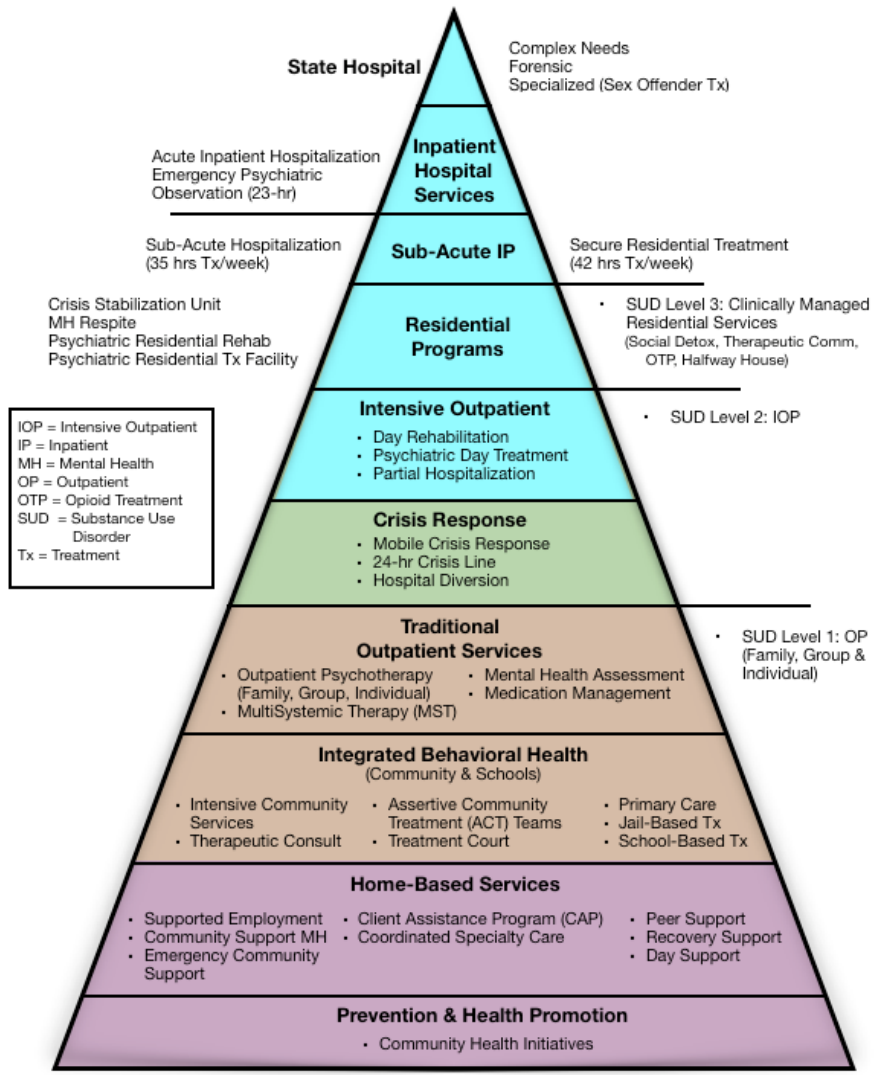 State Hospital
Complex Needs
Forensic
Specialized (Sex Offender Tx)
Inpatient
Hospital
Services
Acute Inpatient Hospitalization
Emergency Psychiatric
Observation (23-hr)
Sub-Acute Hospitalization
(35 hrs Tx/week)
Sub-Acute IP
Secure Residential Treatment
(42 hrs Tx/week)
Crisis Stabilization Unit
MH Respite
Psychiatric Residential Rehab
Psychiatric Residential Tx Facility
Residential
Programs
• SUD Level 3: Clinically Managed
Residential Services
(Social Detox, Therapeutic Comm,
OTP, Halfway House)
Intensive Outpatient
• Day Rehabilitation
• Psychiatric Day Treatment
• Partial Hospitalization
• SUD Level 2: IOP
IOP = Intensive Outpatient
IP = Inpatient
MH = Mental Health
OP = Outpatient
OTP = Opioid Treatment
SUD = Substance Use
Disorder
Tx = Treatment
Crisis Response
• Mobile Crisis Response
• 24-hr Crisis Line
• Hospital Diversion
Traditional
Outpatient Services
• Outpatient Psychotherapy
(Family, Group, Individual)
• MultiSystemic Therapy (MST)
• Mental Health Assessment
• Medication Management
• SUD Level 1: OP
(Family, Group &
Individual)
Integrated Behavioral Health
(Community & Schools)
• Intensive Community
Services
• Therapeutic Consult
• Assertive Community
Treatment (ACT) Teams
• Treatment Court
• Primary Care
• Jail-Based Tx
• School-Based Tx
Home-Based Services
• Supported Employment
• Community Support MH
• Emergency Community
Support
• Client Assistance Program (CAP)
• Coordinated Specialty Care
• Peer Support
• Recovery Support
• Day Support
Prevention & Health Promotion
• Community Health Initiatives